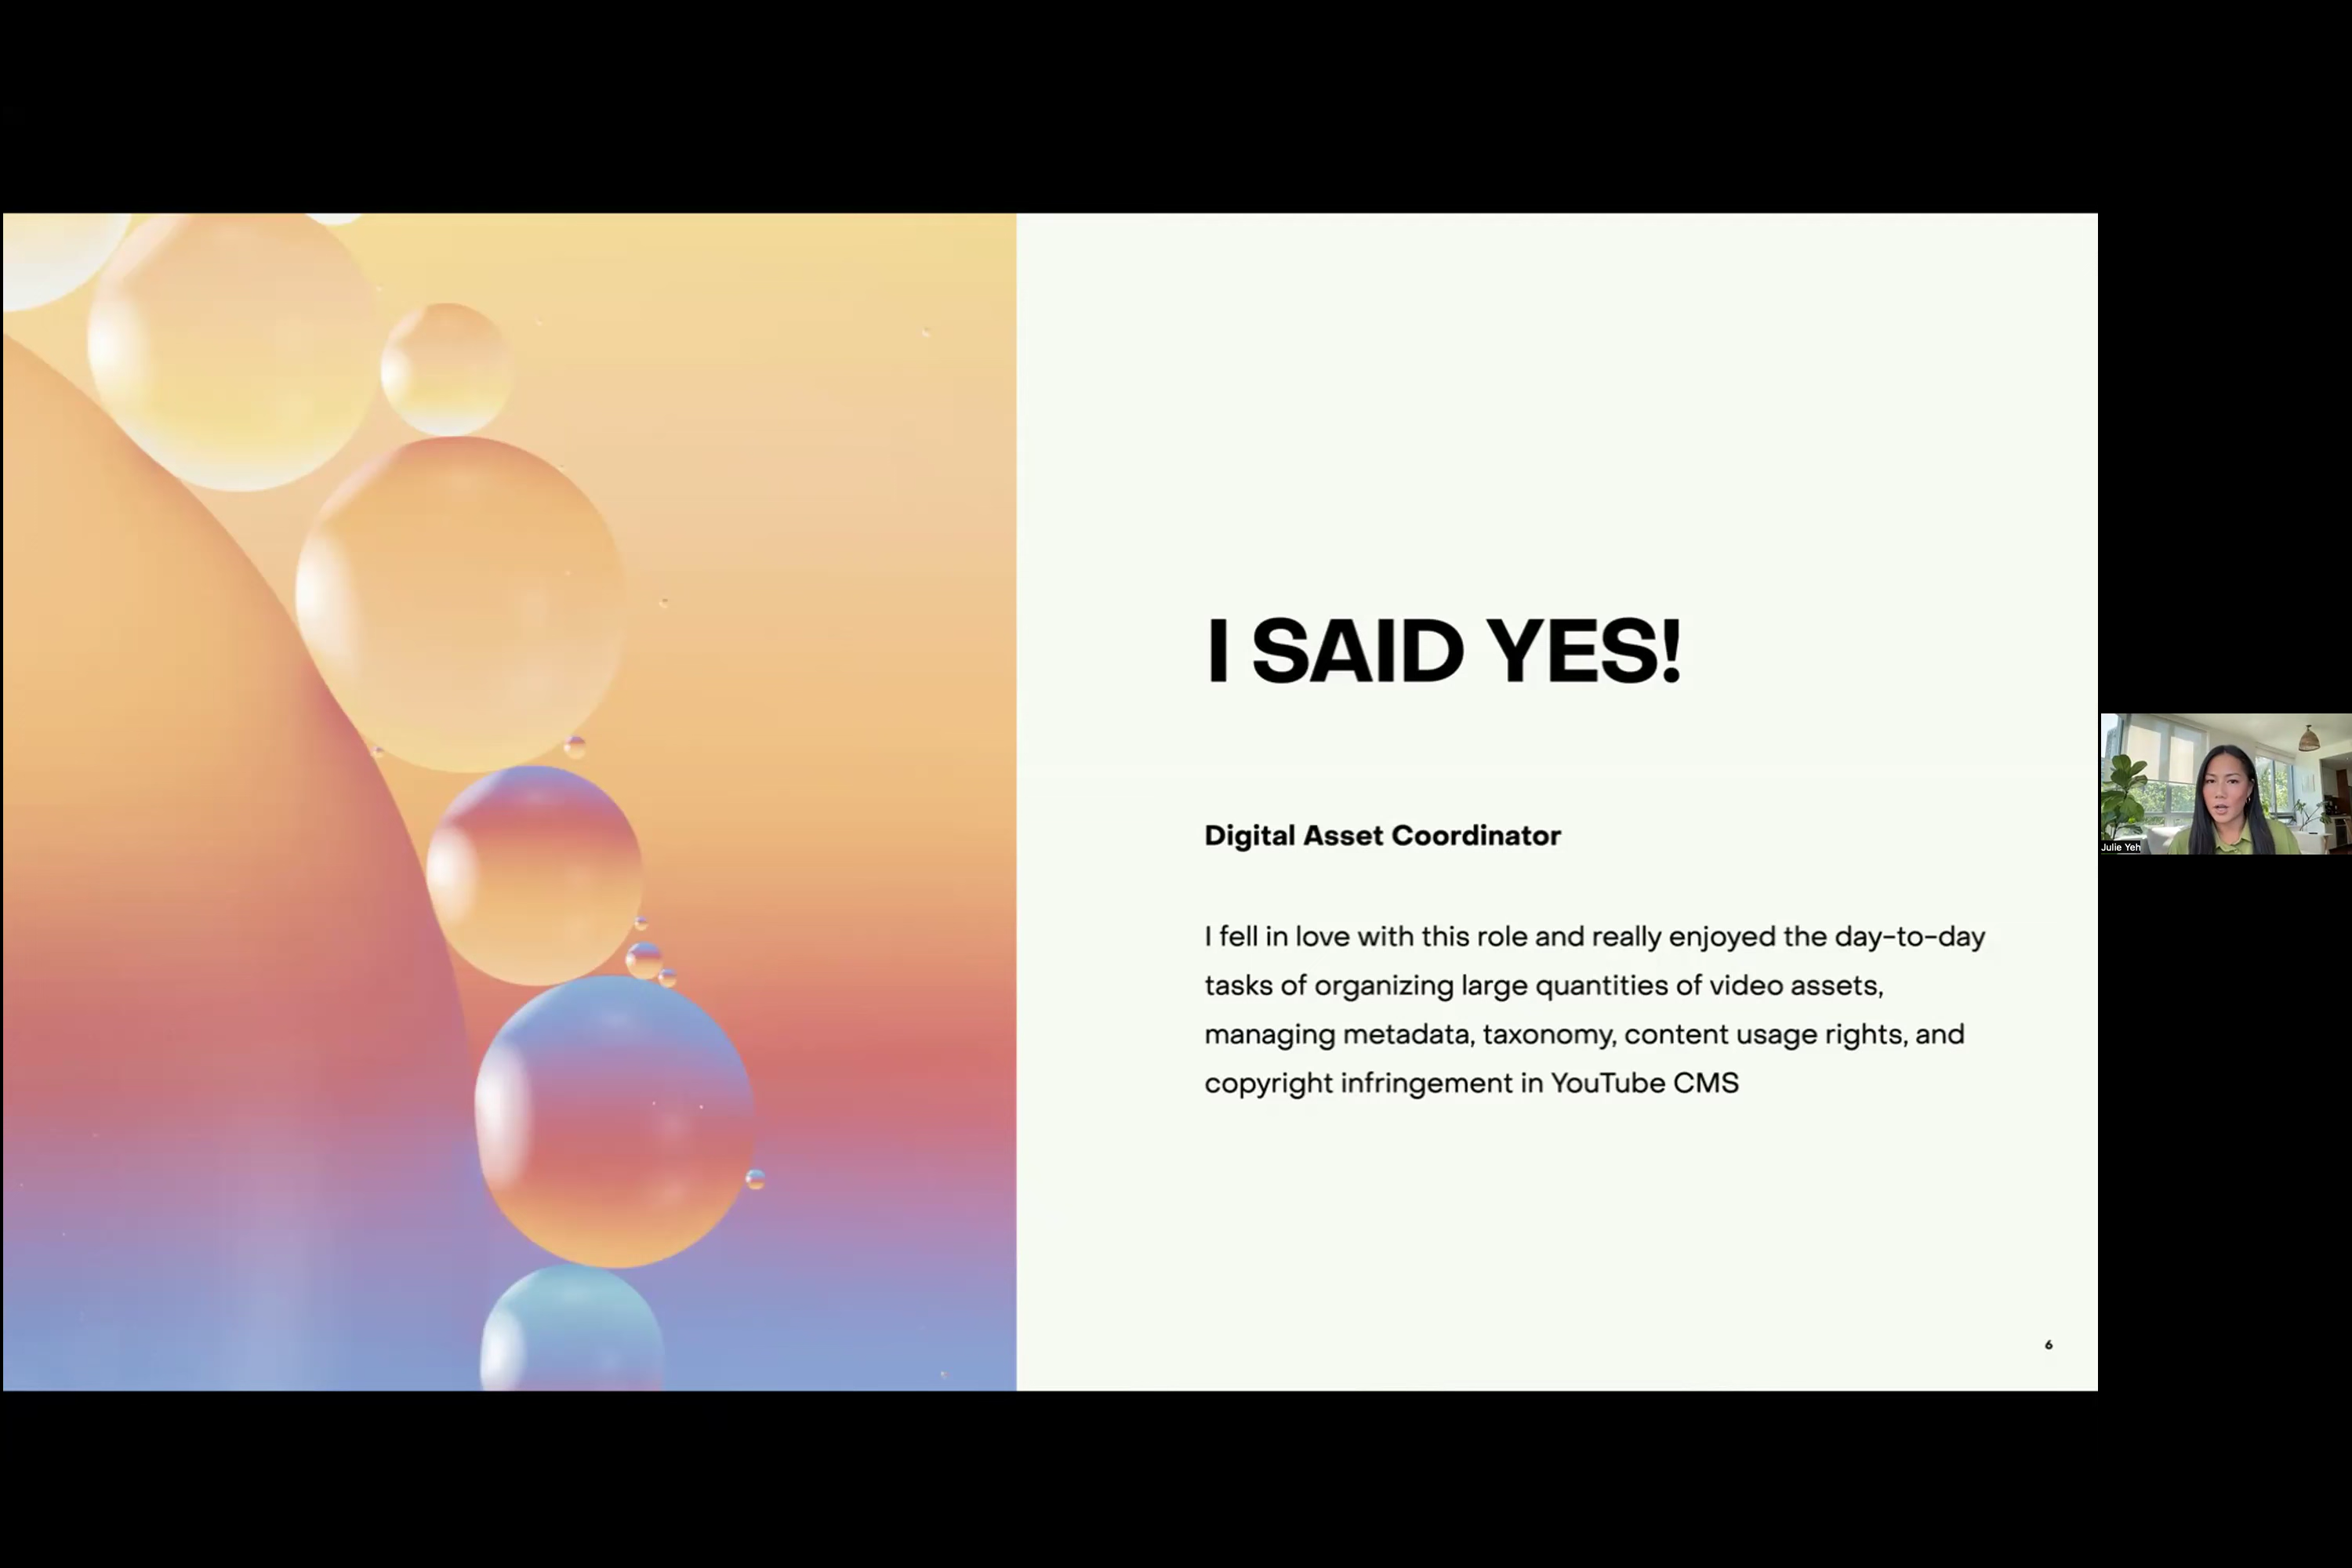 I SAID YES!
Digital Asset Coordinator
I fell in love with this role and really enjoyed the day-to-day
tasks of organizing large quantities of video assets,
managing metadata, taxonomy, content usage rights, and
copyright infringement in YouTube CMS
Julie Yeh
6